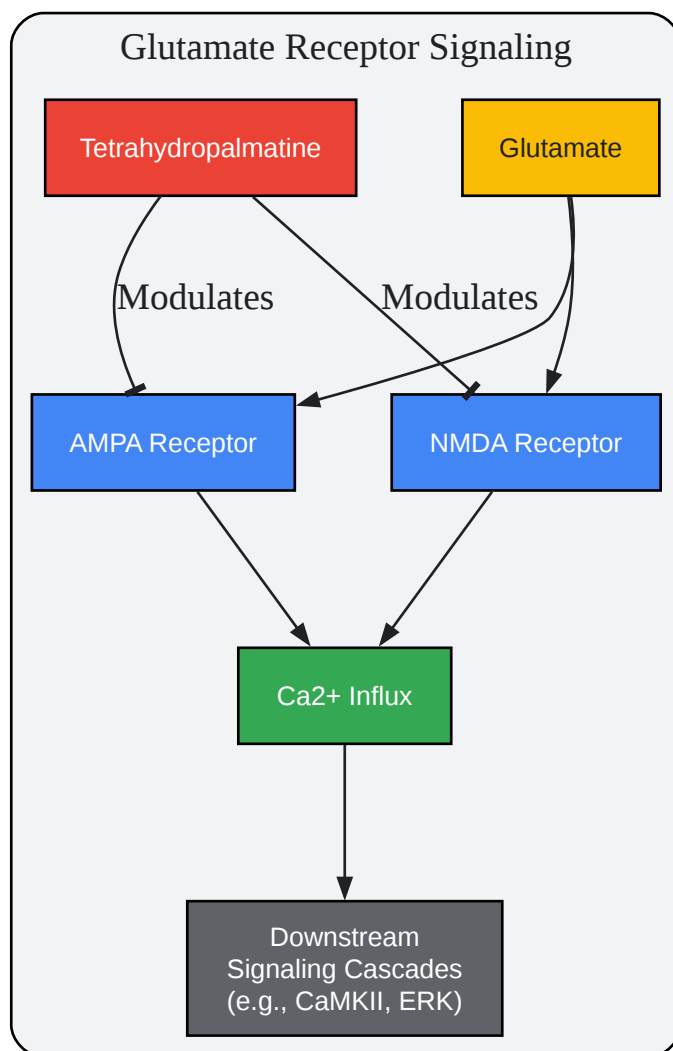 Glutamate Receptor Signaling
Tetrahydropalmatine
Glutamate
Modulates
Modulates
AMPA Receptor
NMDA Receptor
Ca2+ Influx
Downstream
Signaling Cascades
(e.g., CaMKII, ERK)